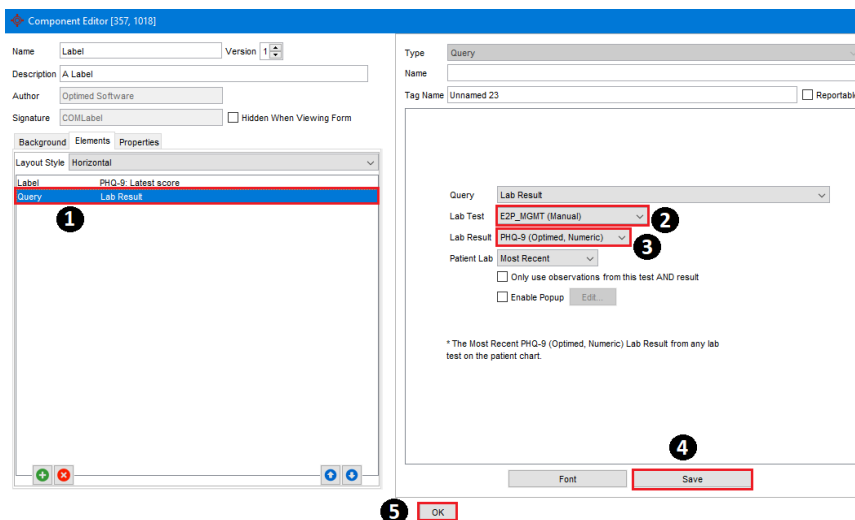 Component Editor [357, 1018]
Name Label Version 1
Description A Label
Author Optimed Software
Signature COMLabel Hidden When Viewing Form
Background Elements Properties
Layout Style Horizontal
Label PHQ-9: Latest score
Query Lab Result
1
Type Query
Name
Tag Name Unnamed 23 Reportable
Query Lab Result
Lab Test E2P_MGMT (Manual) 2
Lab Result PHQ-9 (Optimed, Numeric) 3
Patient Lab Most Recent
Only use observations from this test AND result
Enable Popup Edit...
* The Most Recent PHQ-9 (Optimed, Numeric) Lab Result from any lab
test on the patient chart.
4
Font Save
5 OK